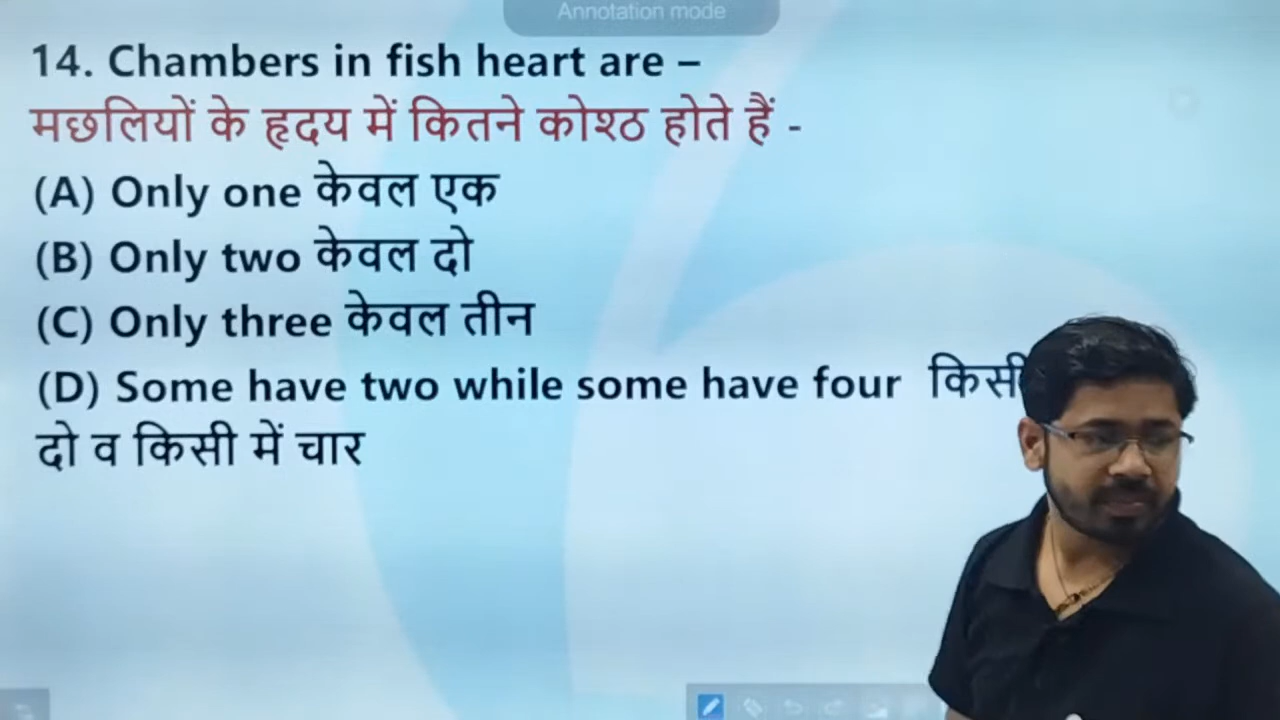 Annotation mode
14. Chambers in fish heart are –
मछलियों के हृदय में कितने कोश्ठ होते हैं -
(A) Only one केवल एक
(B) Only two केवल दो
(C) Only three केवल तीन
(D) Some have two while some have four किसी
दो व किसी में चार